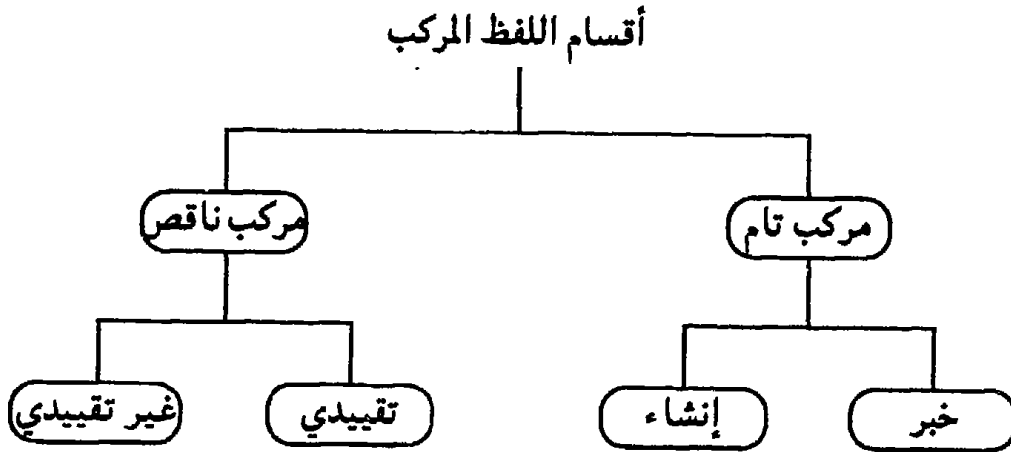 أقسام اللفظ المركب
مركب تام
مركب ناقص
خبر
إنشاء
تقييدي
غير تقييدي